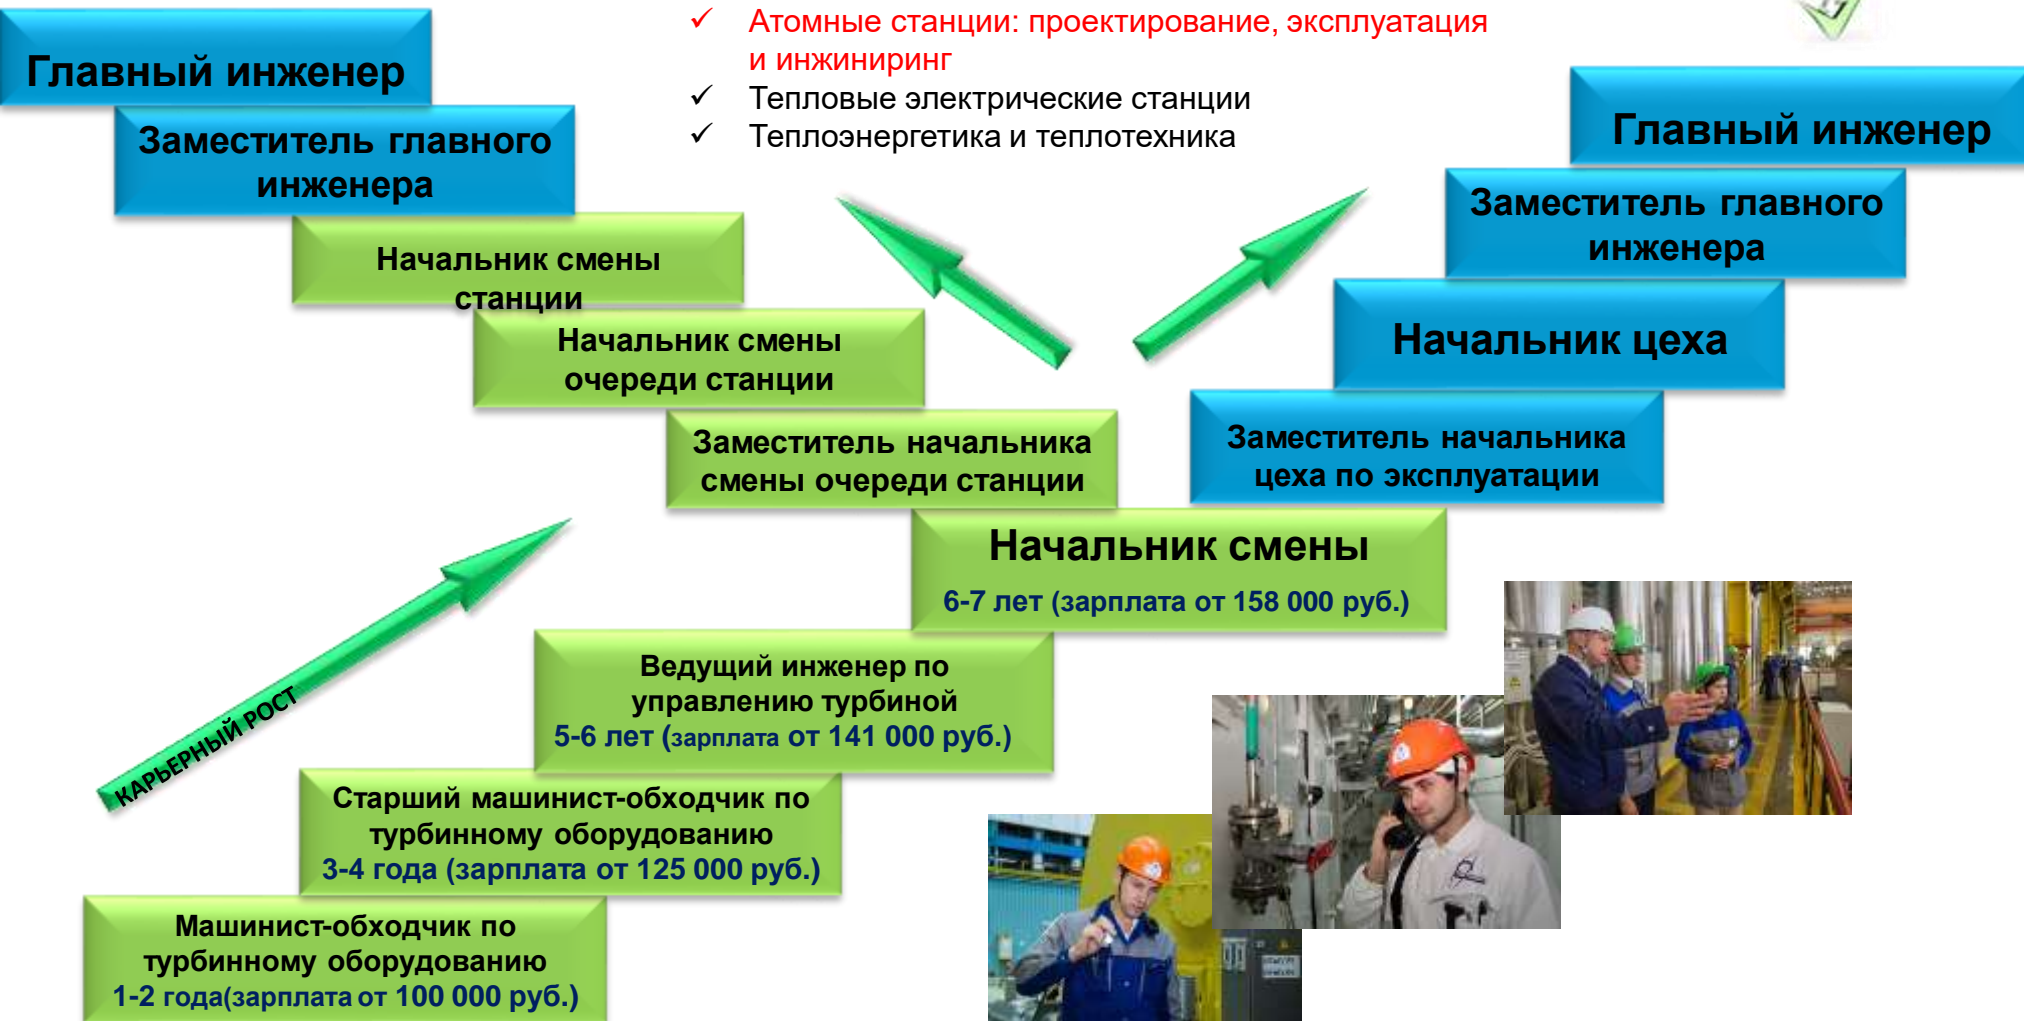 Атомные станции: проектирование, эксплуатация
и инжиниринг
Тепловые электрические станции
Теплоэнергетика и теплотехника
Главный инженер
Заместитель главного
инженера
Начальник смены
станции
Начальник смены
очереди станции
Заместитель начальника
смены очереди станции
Главный инженер
Заместитель главного
инженера
Начальник цеха
Заместитель начальника
цеха по эксплуатации
Начальник смены
6-7 лет (зарплата от 158 000 руб.)
Ведущий инженер по
управлению турбиной
5-6 лет (зарплата от 141 000 руб.)
КАРЬЕРНЫЙ РОСТ
Старший машинист-обходчик по
турбинному оборудованию
3-4 года (зарплата от 125 000 руб.)
Машинист-обходчик по
турбинному оборудованию
1-2 года(зарплата от 100 000 руб.)